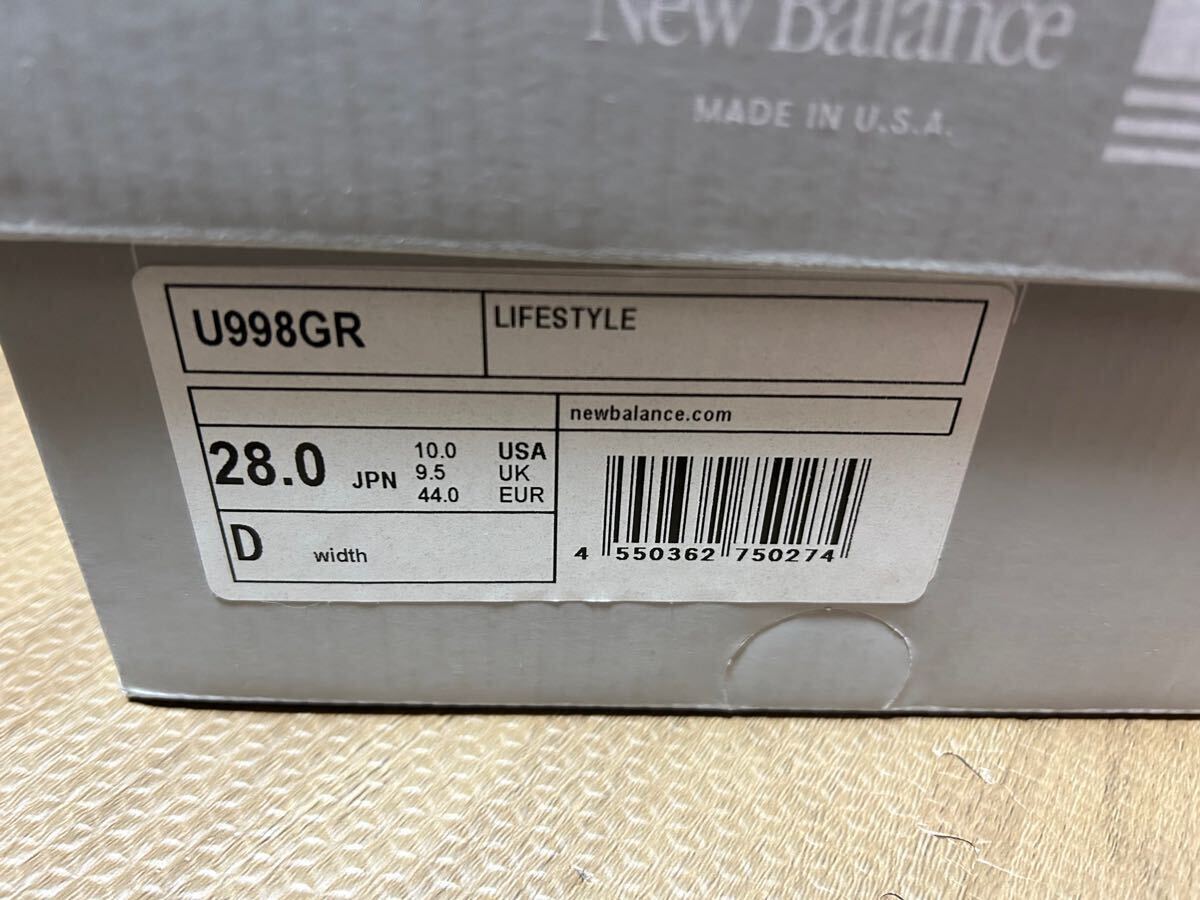 New Balance
MADE IN U.S.A.
U998GR
LIFESTYLE
newbalance.com
28.0 JPN
10.0 USA
9.5 UK
44.0 EUR
D width
4 550362 750274